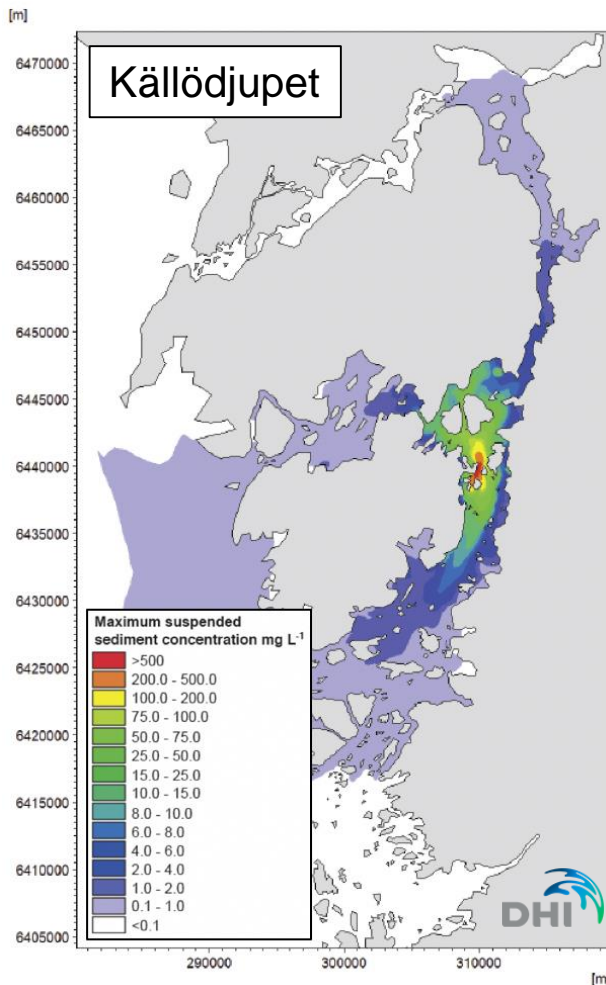 [m]
Källödjupet
6470000
6465000
6460000
6455000
6450000
6445000
6440000
6435000
6430000
6425000
6420000
6415000
6410000
6405000
Maximum suspended
sediment concentration mg L⁻¹
>500
200.0 - 500.0
100.0 - 200.0
75.0 - 100.0
50.0 - 75.0
25.0 - 50.0
15.0 - 25.0
10.0 - 15.0
8.0 - 10.0
6.0 - 8.0
4.0 - 6.0
2.0 - 4.0
1.0 - 2.0
0.1 - 1.0
<0.1
DHI
290000 300000 310000
[m